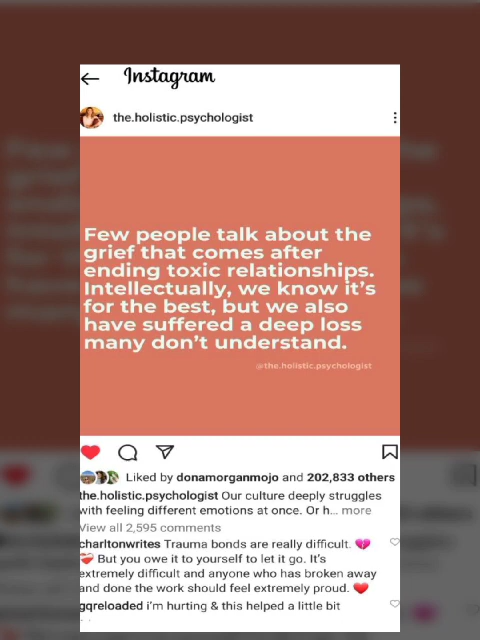 Instagram
the.holistic.psychologist
Few people talk about the
grief that comes after
ending toxic relationships.
Intellectually, we know it's
for the best, but we also
have suffered a deep loss
many don't understand.
@the.holistic.psychologist
Liked by donamorganmojo and 202,833 others
the.holistic.psychologist Our culture deeply struggles
with feeling different emotions at once. Or h... more
View all 2,595 comments
charltonwrites Trauma bonds are really difficult. 💔
❤️‍🩹 But you owe it to yourself to let it go. It's
extremely difficult and anyone who has broken away
and done the work should feel extremely proud. ❤️
gqreloaded i'm hurting & this helped a little bit